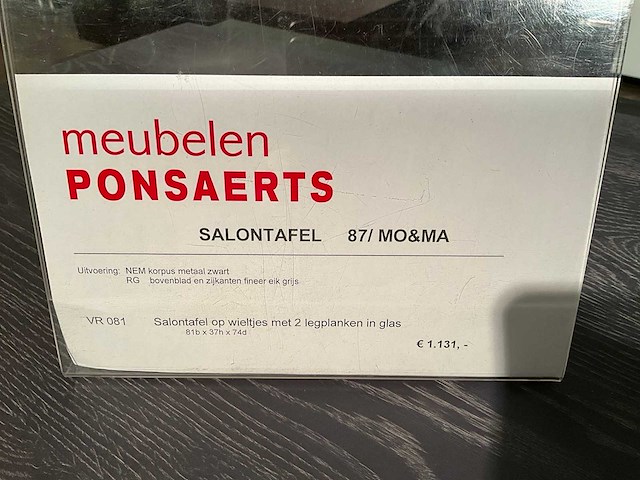 meubelen
PONSAERTS
SALONTAFEL 87/ MO&MA
Uitvoering: NEM korpus metaal zwart
RG bovenblad en zijkanten fineer eik grijs
VR 081 Salontafel op wieltjes met 2 legplanken in glas
81b x 37h x 74d
€ 1.131, -